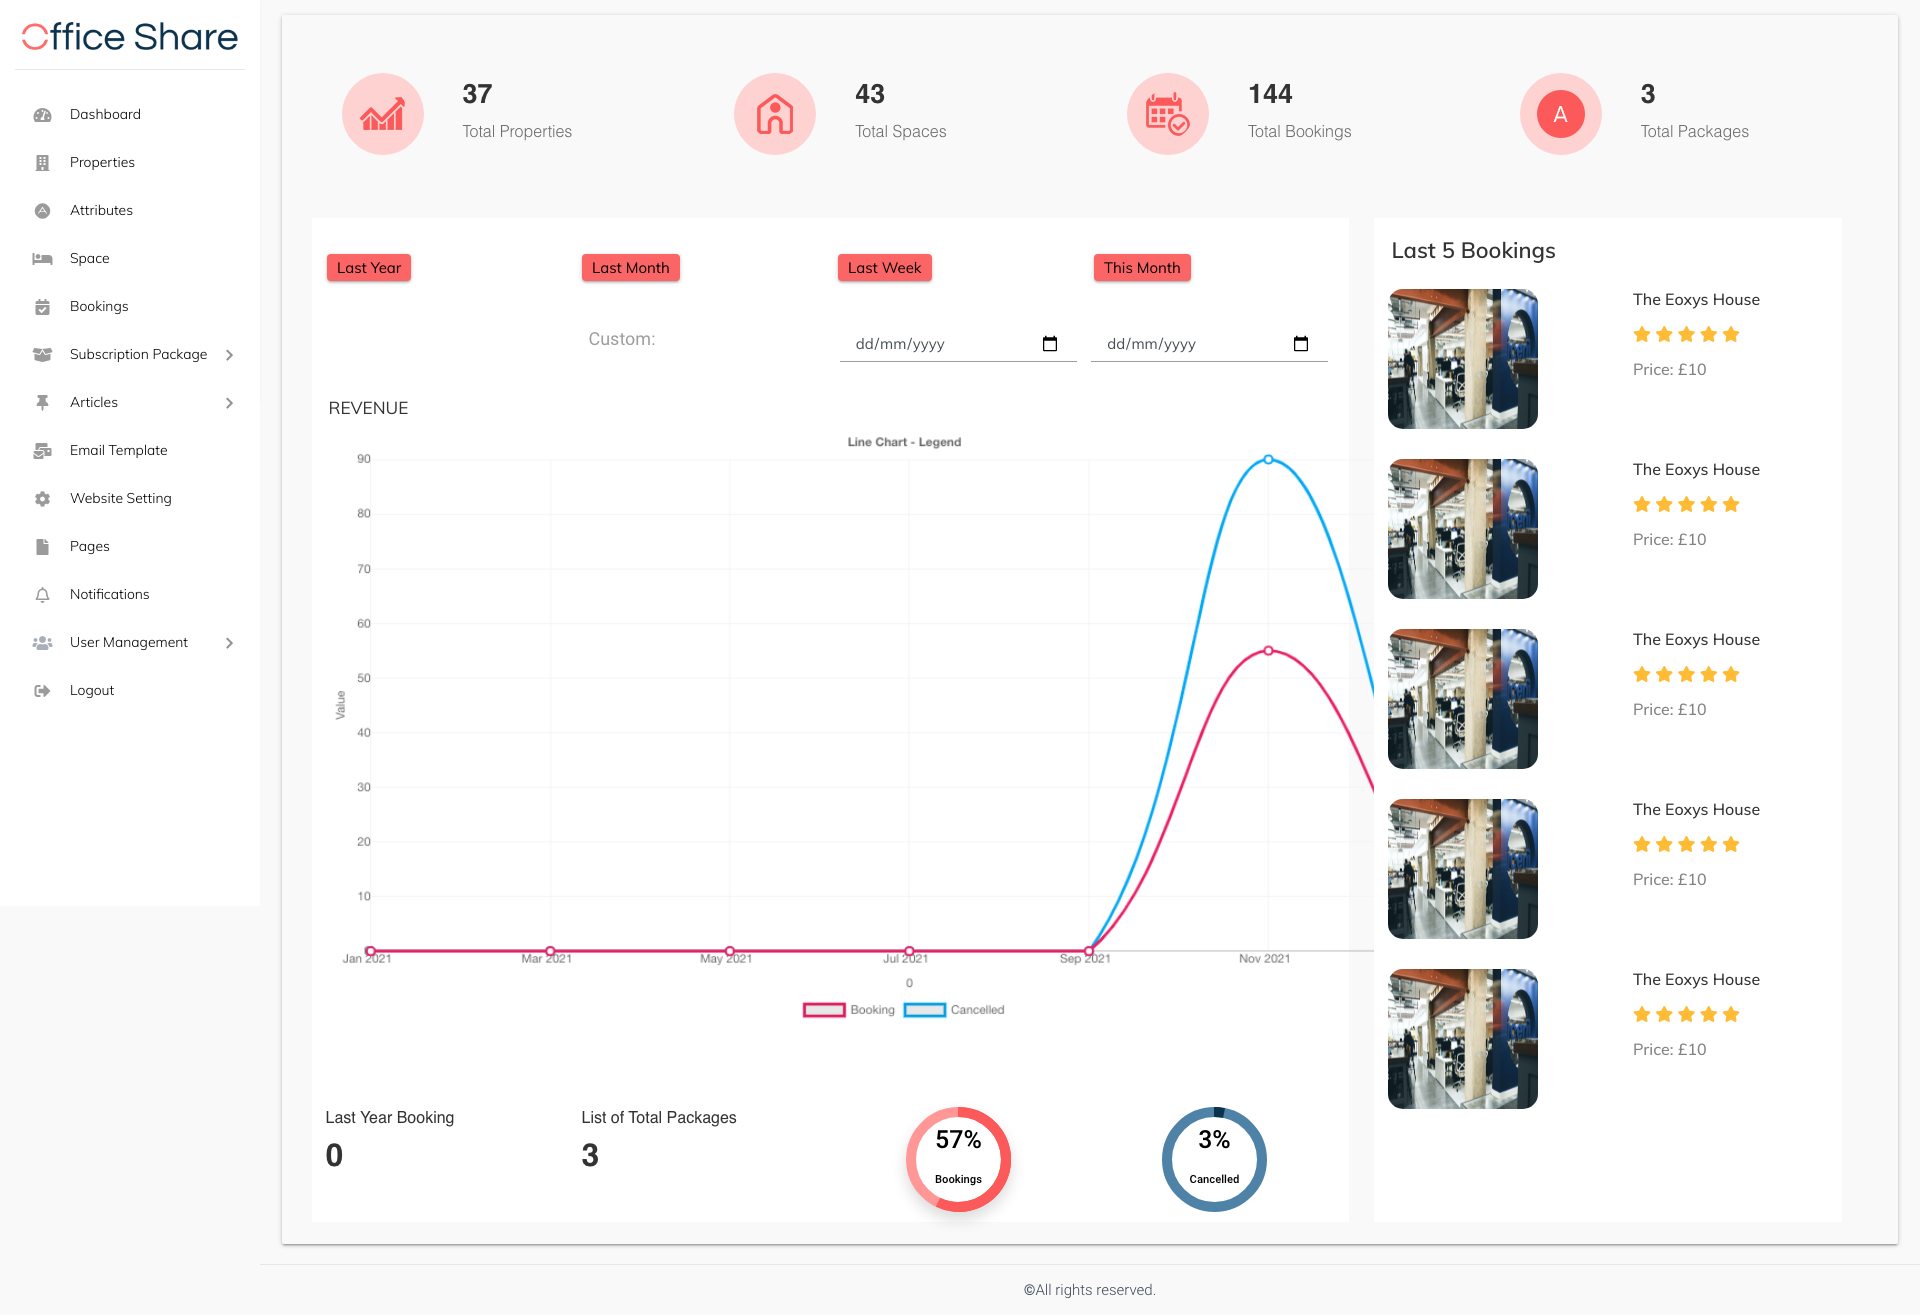 Office Share
Dashboard
Properties
Attributes
Space
Bookings
Subscription Package
Articles
Email Template
Website Setting
Pages
Notifications
User Management
Logout
37
Total Properties
43
Total Spaces
144
Total Bookings
A
3
Total Packages
Last Year
Last Month
Last Week
This Month
Custom:
dd/mm/yyyy
dd/mm/yyyy
REVENUE
Line Chart - Legend
90
80
70
60
50
40
30
20
10
Value
Jan 2021
Mar 2021
May 2021
Jul 2021
Sep 2021
Nov 2021
0
Booking
Cancelled
Last Year Booking
0
List of Total Packages
3
57%
Bookings
3%
Cancelled
Last 5 Bookings
The Eoxys House
Price: £10
The Eoxys House
Price: £10
The Eoxys House
Price: £10
The Eoxys House
Price: £10
The Eoxys House
Price: £10
©All rights reserved.